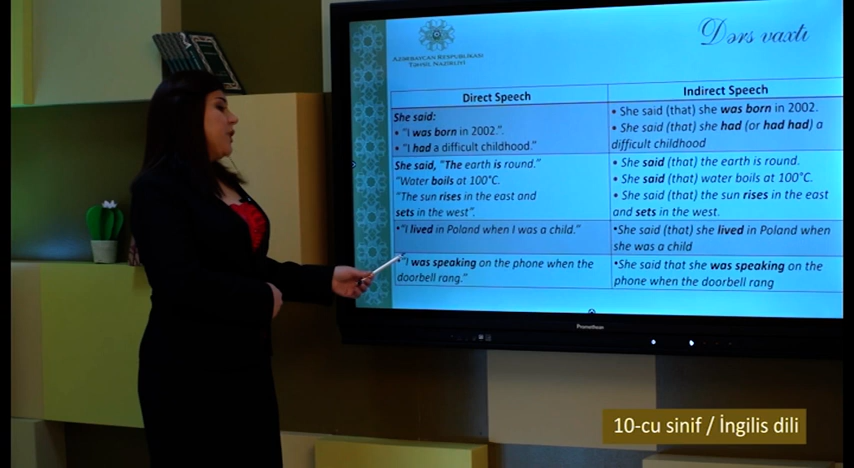 AZƏRBAYCAN RESPUBLİKASI
TƏHSİL NAZİRLİYİ
Dərs vaxtı
Direct Speech
Indirect Speech
She said:
• "I was born in 2002.".
• "I had a difficult childhood."
• She said (that) she was born in 2002.
• She said (that) she had (or had had) a
difficult childhood
She said, "The earth is round."
"Water boils at 100°C.
"The sun rises in the east and
sets in the west".
• She said (that) the earth is round.
• She said (that) water boils at 100°C.
• She said (that) the sun rises in the east
and sets in the west.
•"I lived in Poland when I was a child."
•She said (that) she lived in Poland when
she was a child
"I was speaking on the phone when the
doorbell rang."
•She said that she was speaking on the
phone when the doorbell rang
Promethean
10-cu sinif / İngilis dili